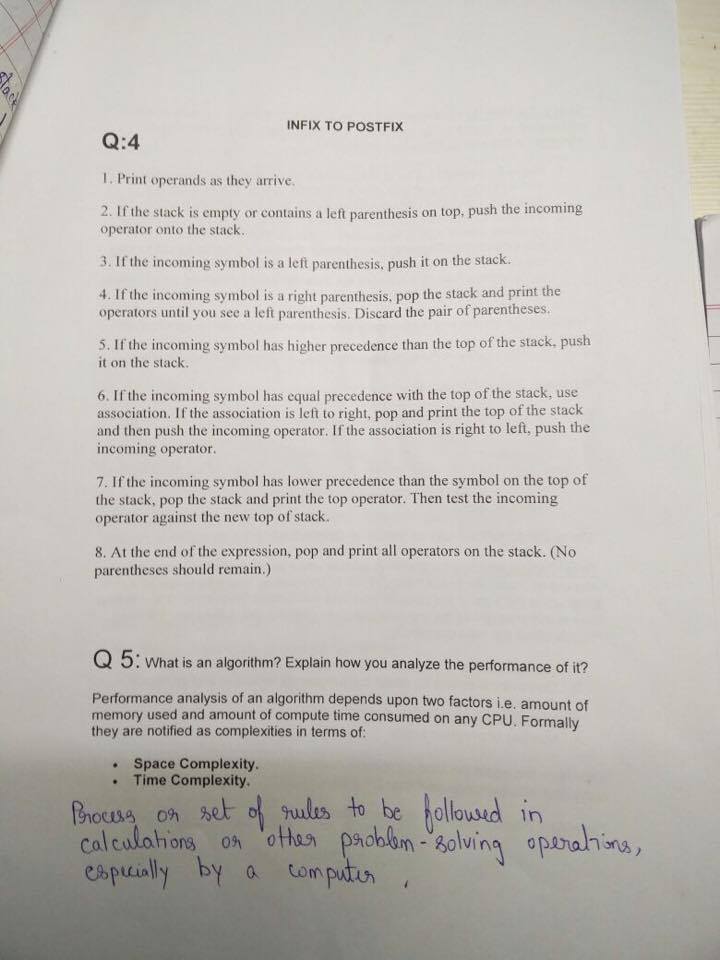 Stack
INFIX TO POSTFIX
Q:4
1. Print operands as they arrive.
2. If the stack is empty or contains a left parenthesis on top, push the incoming
operator onto the stack.
3. If the incoming symbol is a left parenthesis, push it on the stack.
4. If the incoming symbol is a right parenthesis, pop the stack and print the
operators until you see a left parenthesis. Discard the pair of parentheses.
5. If the incoming symbol has higher precedence than the top of the stack, push
it on the stack.
6. If the incoming symbol has equal precedence with the top of the stack, use
association. If the association is left to right, pop and print the top of the stack
and then push the incoming operator. If the association is right to left, push the
incoming operator.
7. If the incoming symbol has lower precedence than the symbol on the top of
the stack, pop the stack and print the top operator. Then test the incoming
operator against the new top of stack.
8. At the end of the expression, pop and print all operators on the stack. (No
parentheses should remain.)
Q 5: What is an algorithm? Explain how you analyze the performance of it?
Performance analysis of an algorithm depends upon two factors i.e. amount of
memory used and amount of compute time consumed on any CPU. Formally
they are notified as complexities in terms of:
• Space Complexity.
• Time Complexity.
Process or set of rules to be followed in
calculations or other problem-solving operations,
especially by a computer.